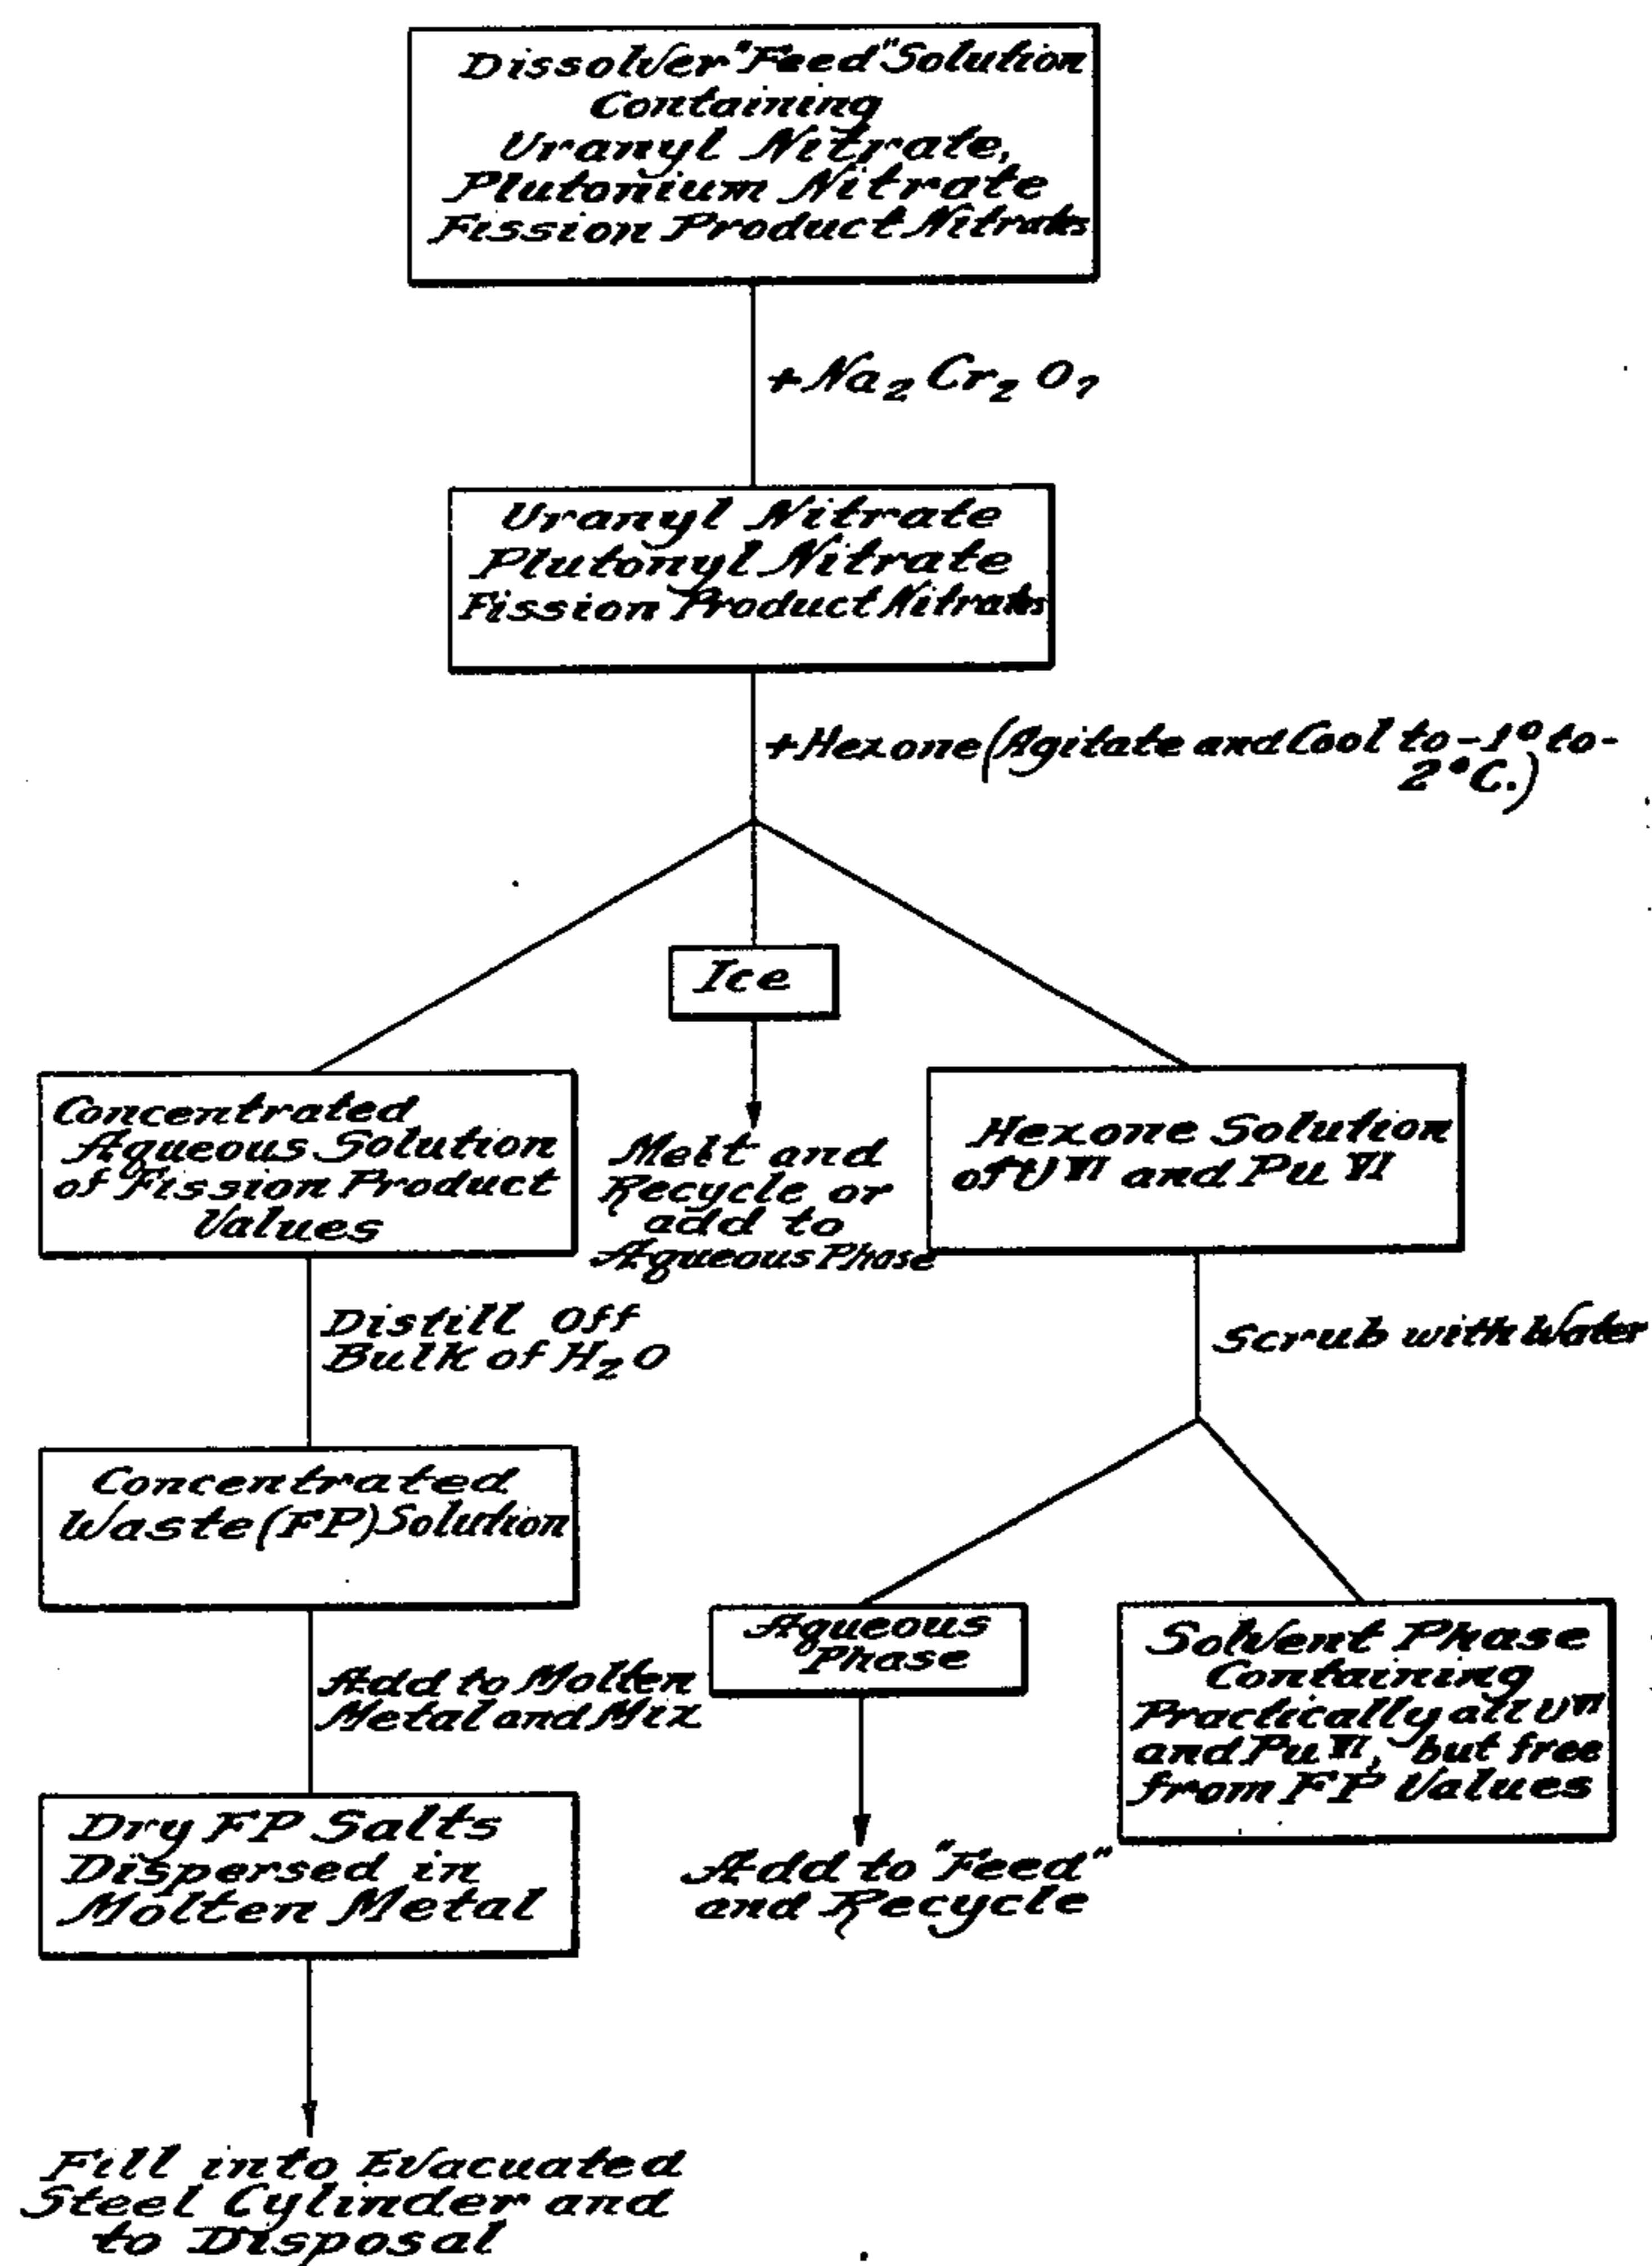 Dissolver "Feed" Solution
Containing
Uranyl Nitrate,
Plutonium Nitrate
Fission Product Nitrates
+Na₂ Cr₂ O₇
Uranyl Nitrate
Plutonyl Nitrate
Fission Product Nitrates
+Hexone (Agitate and Cool to -1° to -
2°C.)
Ice
Melt and
Recycle or
add to
Aqueous Phase
Concentrated
Aqueous Solution
of Fission Product
Values
Distill Off
Bulk of H₂O
Concentrated
Waste (FP) Solution
Add to Molten
Metal and Mix
Dry FP Salts
Dispersed in
Molten Metal
Fill into Evacuated
Steel Cylinder and
to Disposal
Hexone Solution
of U VI and Pu VI
Scrub with Water
Aqueous
Phase
Add to "Feed"
and Recycle
Solvent Phase
Containing
Practically all U VI
and Pu VI, but free
from FP Values